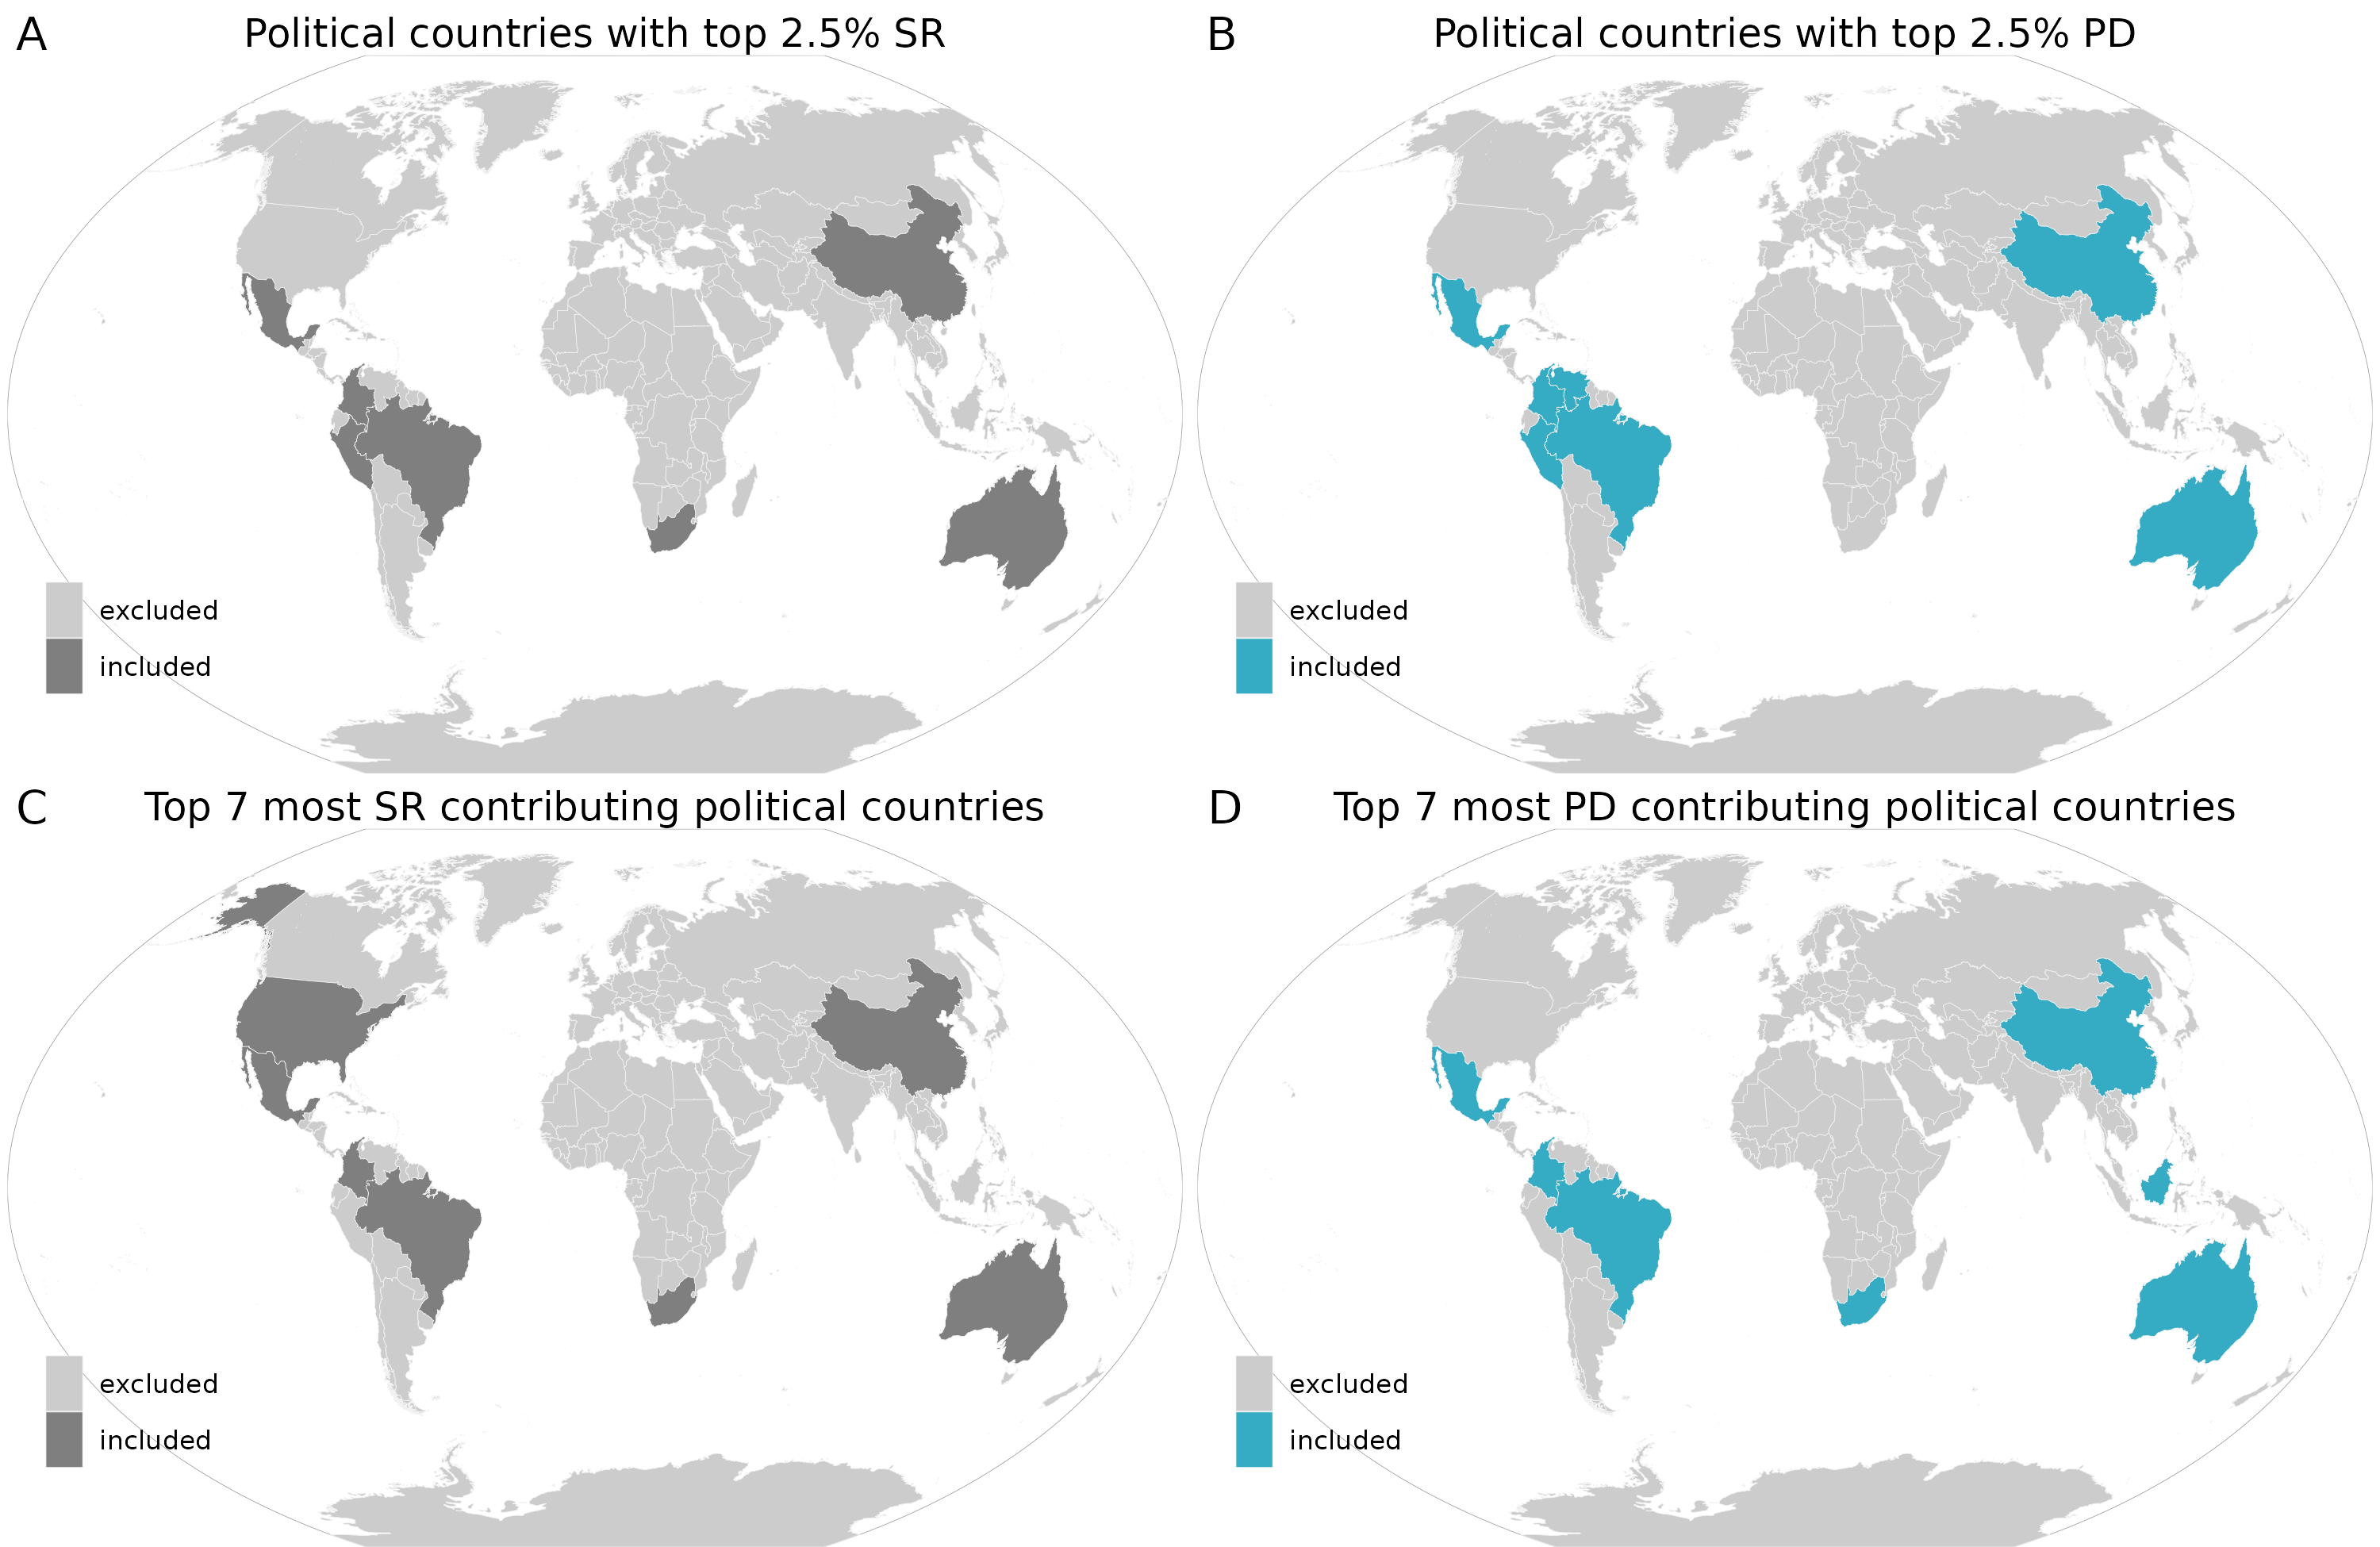 A
Political countries with top 2.5% SR
excluded
included
B
Political countries with top 2.5% PD
excluded
included
C
Top 7 most SR contributing political countries
excluded
included
D
Top 7 most PD contributing political countries
excluded
included